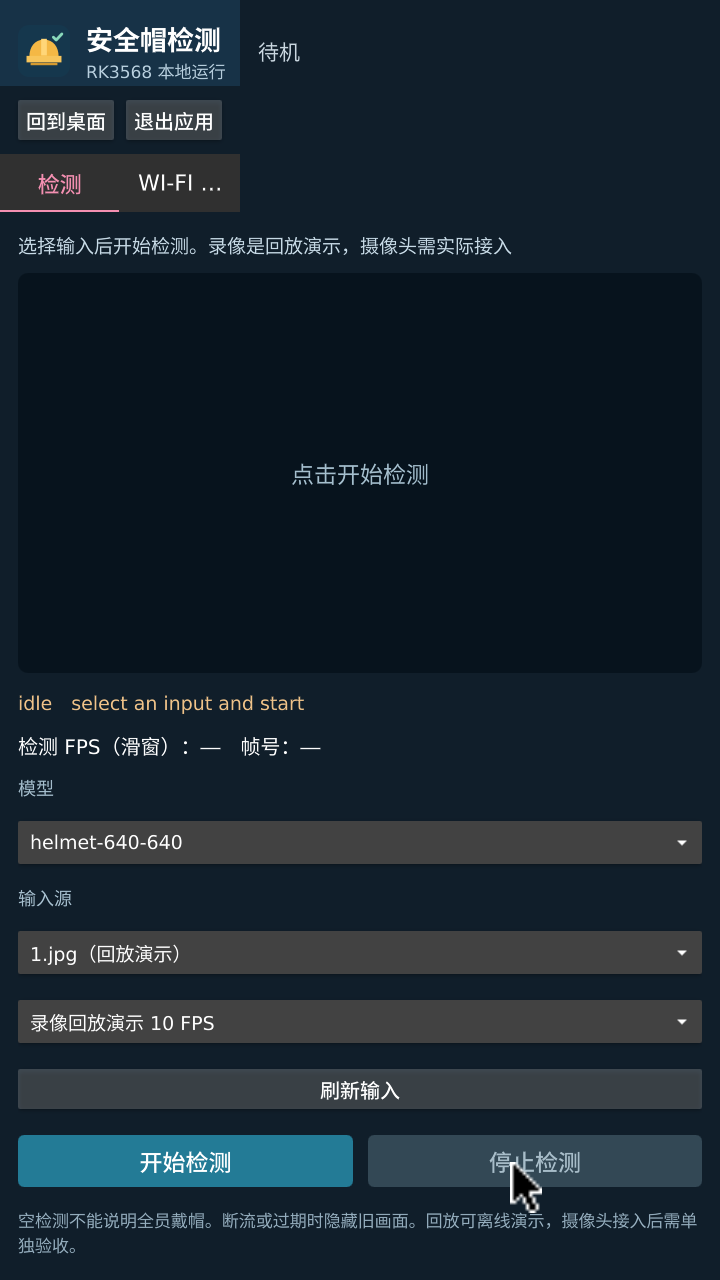 安全帽检测
RK3568 本地运行
待机
回到桌面
退出应用
检测
WI-FI ...
选择输入后开始检测。录像是回放演示，摄像头需实际接入
点击开始检测
idle select an input and start
检测 FPS（滑窗）：— 帧号：—
模型
helmet-640-640
输入源
1.jpg（回放演示）
录像回放演示 10 FPS
刷新输入
开始检测
停止检测
空检测不能说明全员戴帽。断流或过期时隐藏旧画面。回放可离线演示，摄像头接入后需单
独验收。